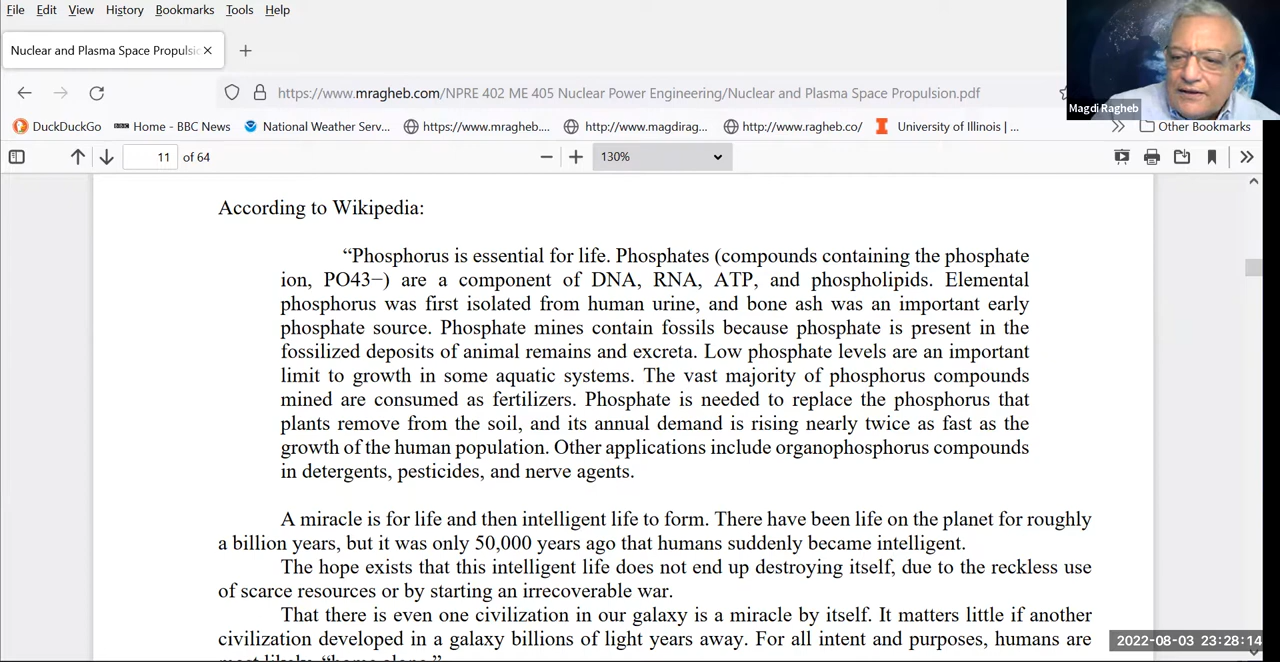 File Edit View History Bookmarks Tools Help
Nuclear and Plasma Space Propulsi
https://www.mragheb.com/NPRE 402 ME 405 Nuclear Power Engineering/Nuclear and Plasma Space Propulsion.pdf
Magdi Ragheb
DuckDuckGo Home - BBC News National Weather Serv... https://www.mragheb.... http://www.magdirag... http://www.ragheb.co/ University of Illinois |... Other Bookmarks
11 of 64 130%
According to Wikipedia:
“Phosphorus is essential for life. Phosphates (compounds containing the phosphate
ion, PO43−) are a component of DNA, RNA, ATP, and phospholipids. Elemental
phosphorus was first isolated from human urine, and bone ash was an important early
phosphate source. Phosphate mines contain fossils because phosphate is present in the
fossilized deposits of animal remains and excreta. Low phosphate levels are an important
limit to growth in some aquatic systems. The vast majority of phosphorus compounds
mined are consumed as fertilizers. Phosphate is needed to replace the phosphorus that
plants remove from the soil, and its annual demand is rising nearly twice as fast as the
growth of the human population. Other applications include organophosphorus compounds
in detergents, pesticides, and nerve agents.
A miracle is for life and then intelligent life to form. There have been life on the planet for roughly
a billion years, but it was only 50,000 years ago that humans suddenly became intelligent.
The hope exists that this intelligent life does not end up destroying itself, due to the reckless use
of scarce resources or by starting an irrecoverable war.
That there is even one civilization in our galaxy is a miracle by itself. It matters little if another
civilization developed in a galaxy billions of light years away. For all intent and purposes, humans are
most likely “home alone.”
2022-08-03 23:28:14